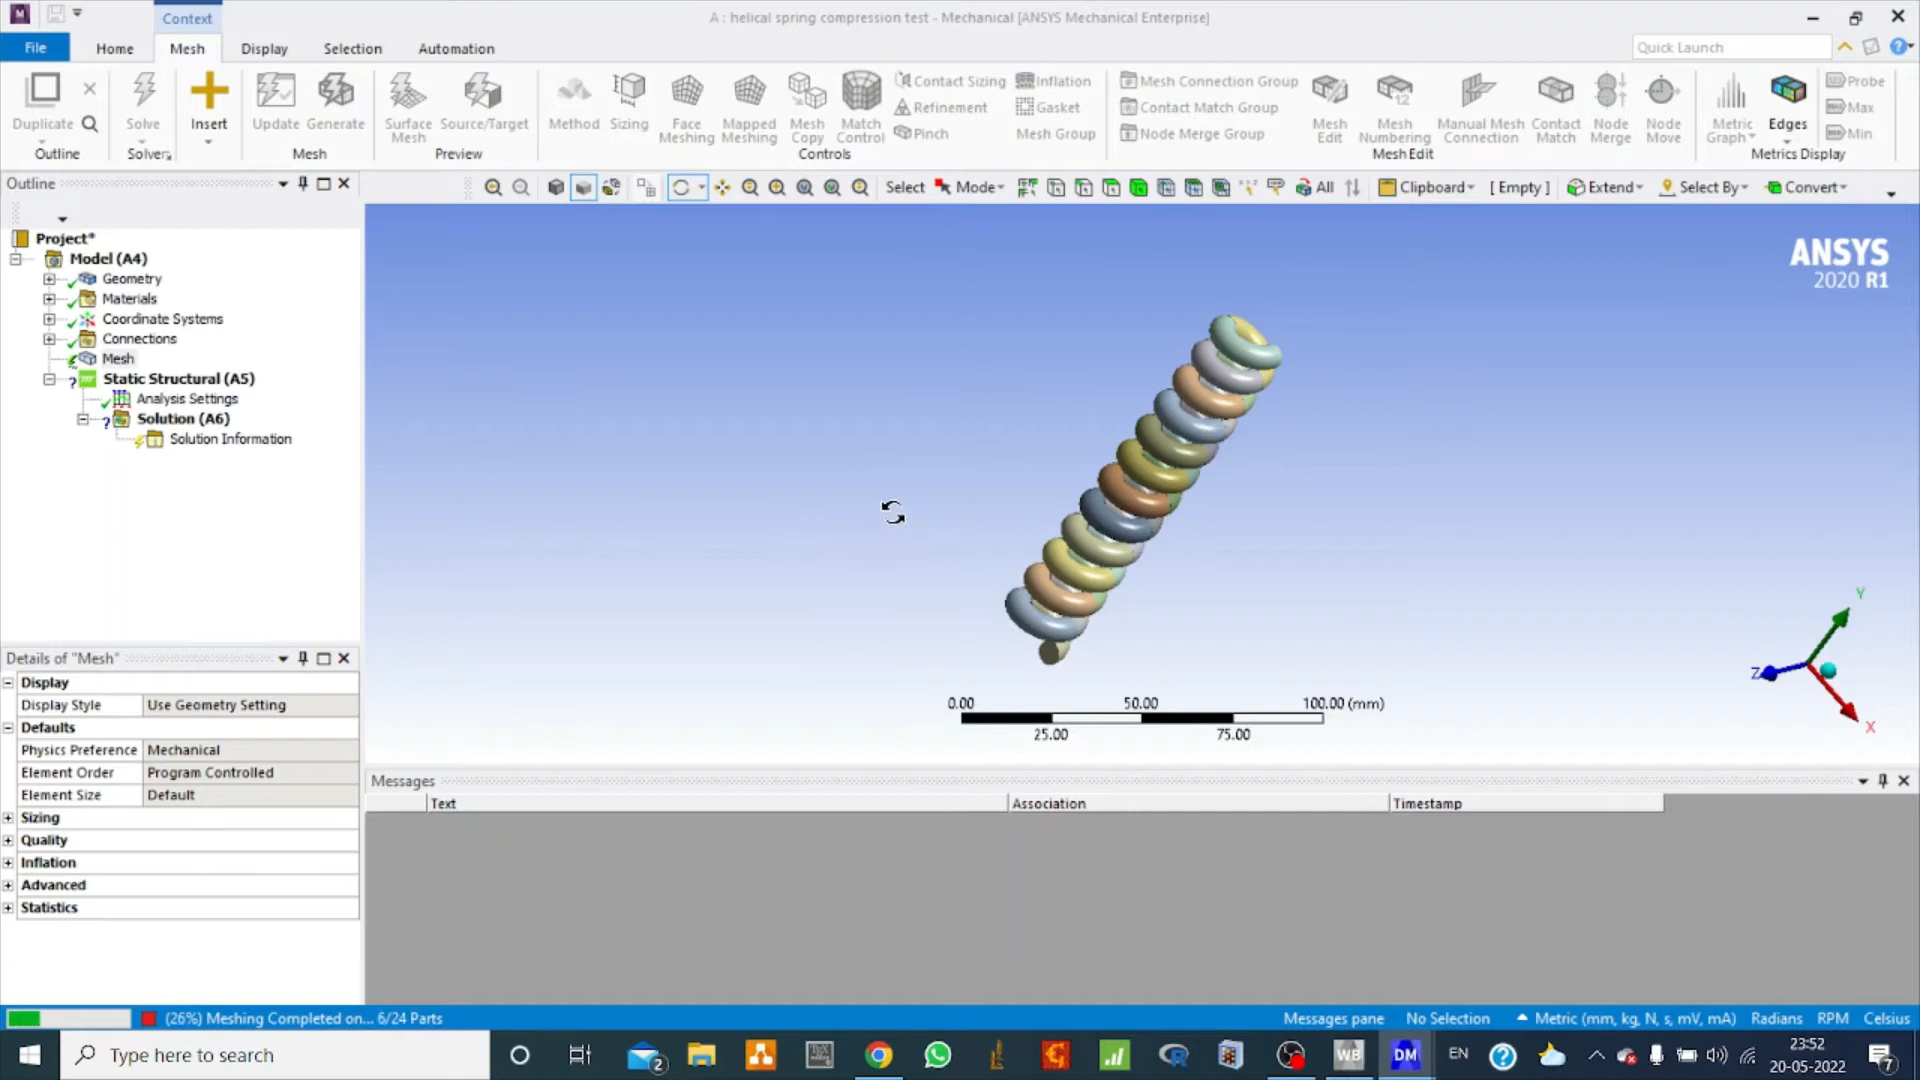 Context
A : helical spring compression test - Mechanical [ANSYS Mechanical Enterprise]
File
Home
Mesh
Display
Selection
Automation
Quick Launch
Duplicate
Outline
Solve
Solver
Insert
Update
Generate
Mesh
Surface Mesh
Source/Target
Preview
Method
Sizing
Face Meshing
Mapped Meshing
Mesh Copy
Match Control
Contact Sizing
Refinement
Pinch
Inflation
Gasket
Mesh Group
Controls
Mesh Connection Group
Contact Match Group
Node Merge Group
Mesh Edit
Mesh Numbering
Manual Mesh Connection
Contact Match
Node Merge
Node Move
Mesh Edit
Metric Graph
Edges
Probe
Max
Min
Metrics Display
Outline
Select
Mode
All
Clipboard
[ Empty ]
Extend
Select By
Convert
Project*
Model (A4)
Geometry
Materials
Coordinate Systems
Connections
Mesh
Static Structural (A5)
Analysis Settings
Solution (A6)
Solution Information
ANSYS
2020 R1
Y
Z
X
0.00 50.00 100.00 (mm)
25.00 75.00
Details of "Mesh"
Display
Display Style Use Geometry Setting
Defaults
Physics Preference Mechanical
Element Order Program Controlled
Element Size Default
Sizing
Quality
Inflation
Advanced
Statistics
Messages
Text Association Timestamp
(26%) Meshing Completed on... 6/24 Parts
Messages pane No Selection Metric (mm, kg, N, s, mV, mA) Radians RPM Celsius
Type here to search
2
WB
DM
EN
23:52
20-05-2022
7